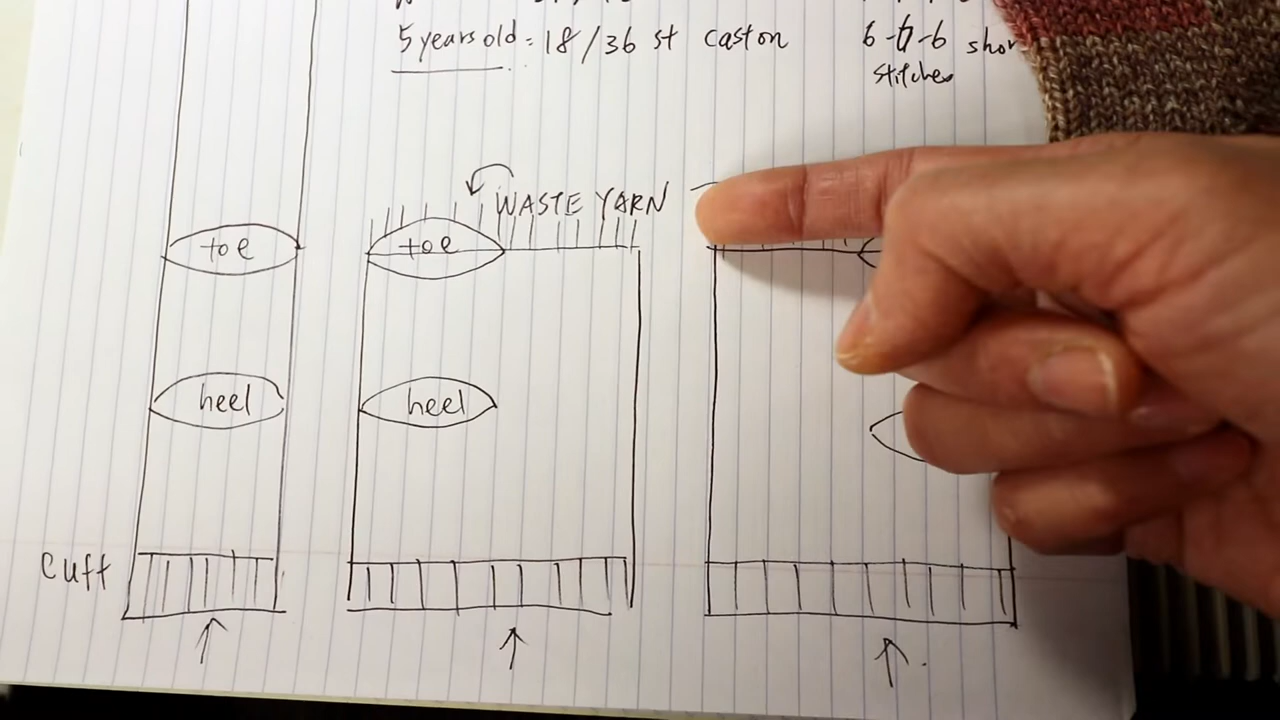 5 years old = 18/36 st cast on
6-6-6 shor
stitches
WASTE YARN
toe
toe
heel
heel
cuff